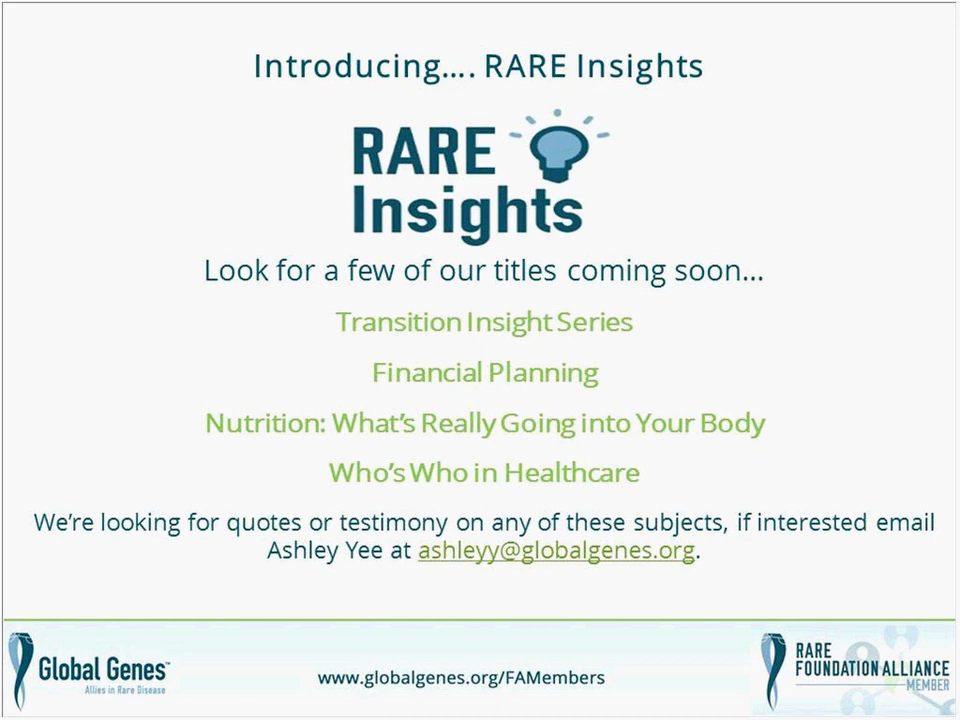 Introducing.... RARE Insights
RARE
Insights
Look for a few of our titles coming soon...
Transition Insight Series
Financial Planning
Nutrition: What's Really Going into Your Body
Who's Who in Healthcare
We're looking for quotes or testimony on any of these subjects, if interested email
Ashley Yee at ashleyy@globalgenes.org.
Global Genes™
Allies in Rare Disease
www.globalgenes.org/FAMembers
RARE
FOUNDATION ALLIANCE
MEMBER